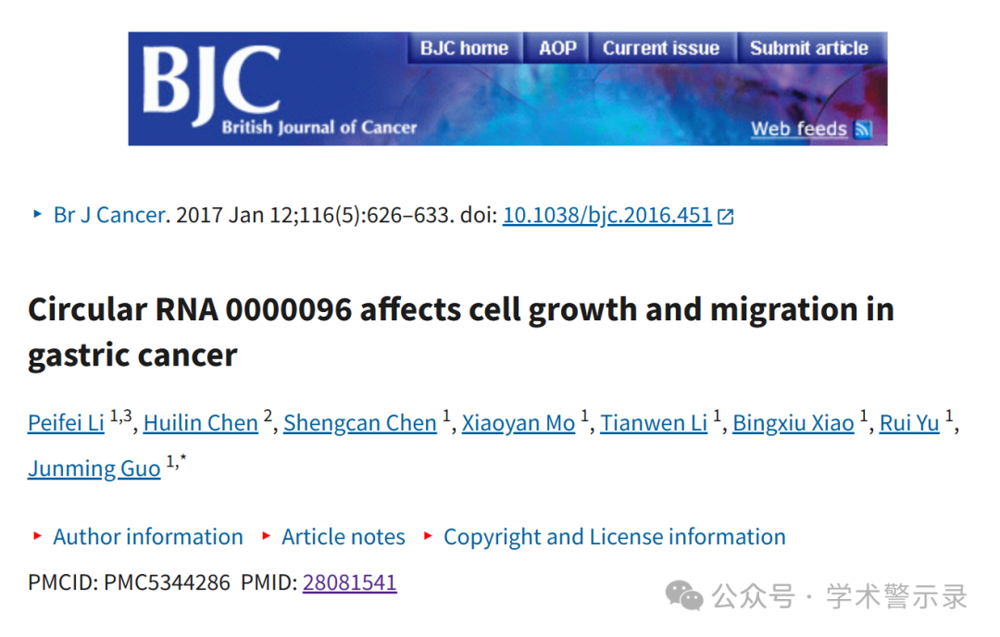 BJC home AOP Current issue Submit article
BJC
British Journal of Cancer
Web feeds
Br J Cancer. 2017 Jan 12;116(5):626–633. doi: 10.1038/bjc.2016.451
Circular RNA 0000096 affects cell growth and migration in
gastric cancer
Peifei Li 1,3, Huilin Chen 2, Shengcan Chen 1, Xiaoyan Mo 1, Tianwen Li 1, Bingxiu Xiao 1, Rui Yu 1,
Junming Guo 1,*
Author information Article notes Copyright and License information
PMCID: PMC5344286 PMID: 28081541
公众号 · 学术警示录